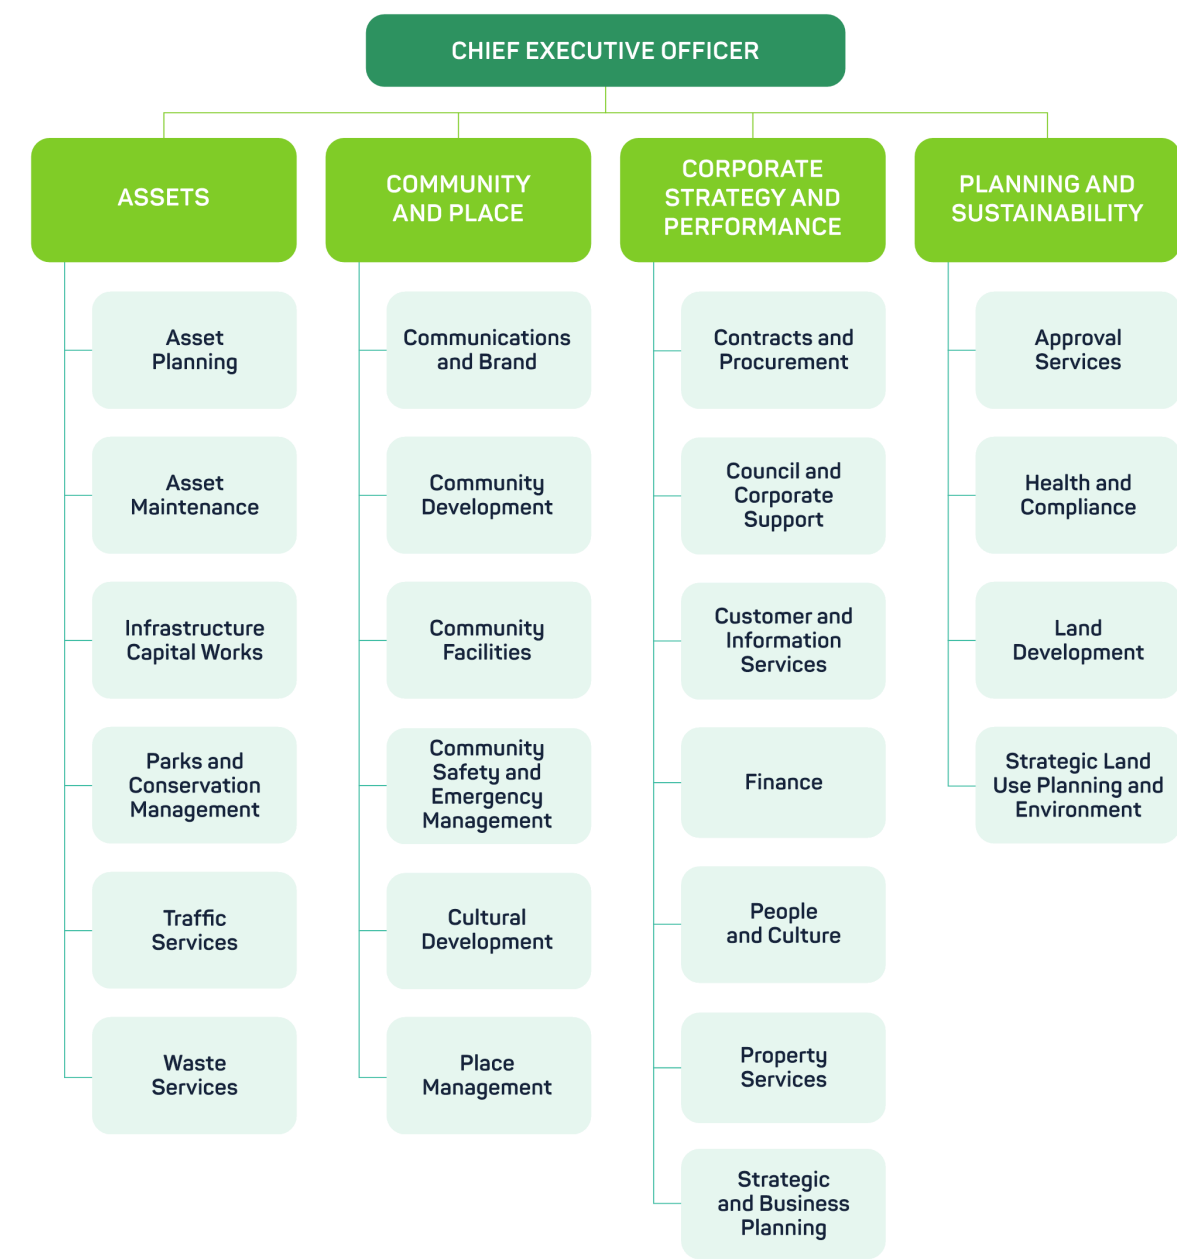 CHIEF EXECUTIVE OFFICER
ASSETS
Asset
Planning
Asset
Maintenance
Infrastructure
Capital Works
Parks and
Conservation
Management
Traffic
Services
Waste
Services
COMMUNITY
AND PLACE
Communications
and Brand
Community
Development
Community
Facilities
Community
Safety and
Emergency
Management
Cultural
Development
Place
Management
CORPORATE
STRATEGY AND
PERFORMANCE
Contracts and
Procurement
Council and
Corporate
Support
Customer and
Information
Services
Finance
People
and Culture
Property
Services
Strategic
and Business
Planning
PLANNING AND
SUSTAINABILITY
Approval
Services
Health and
Compliance
Land
Development
Strategic Land
Use Planning and
Environment